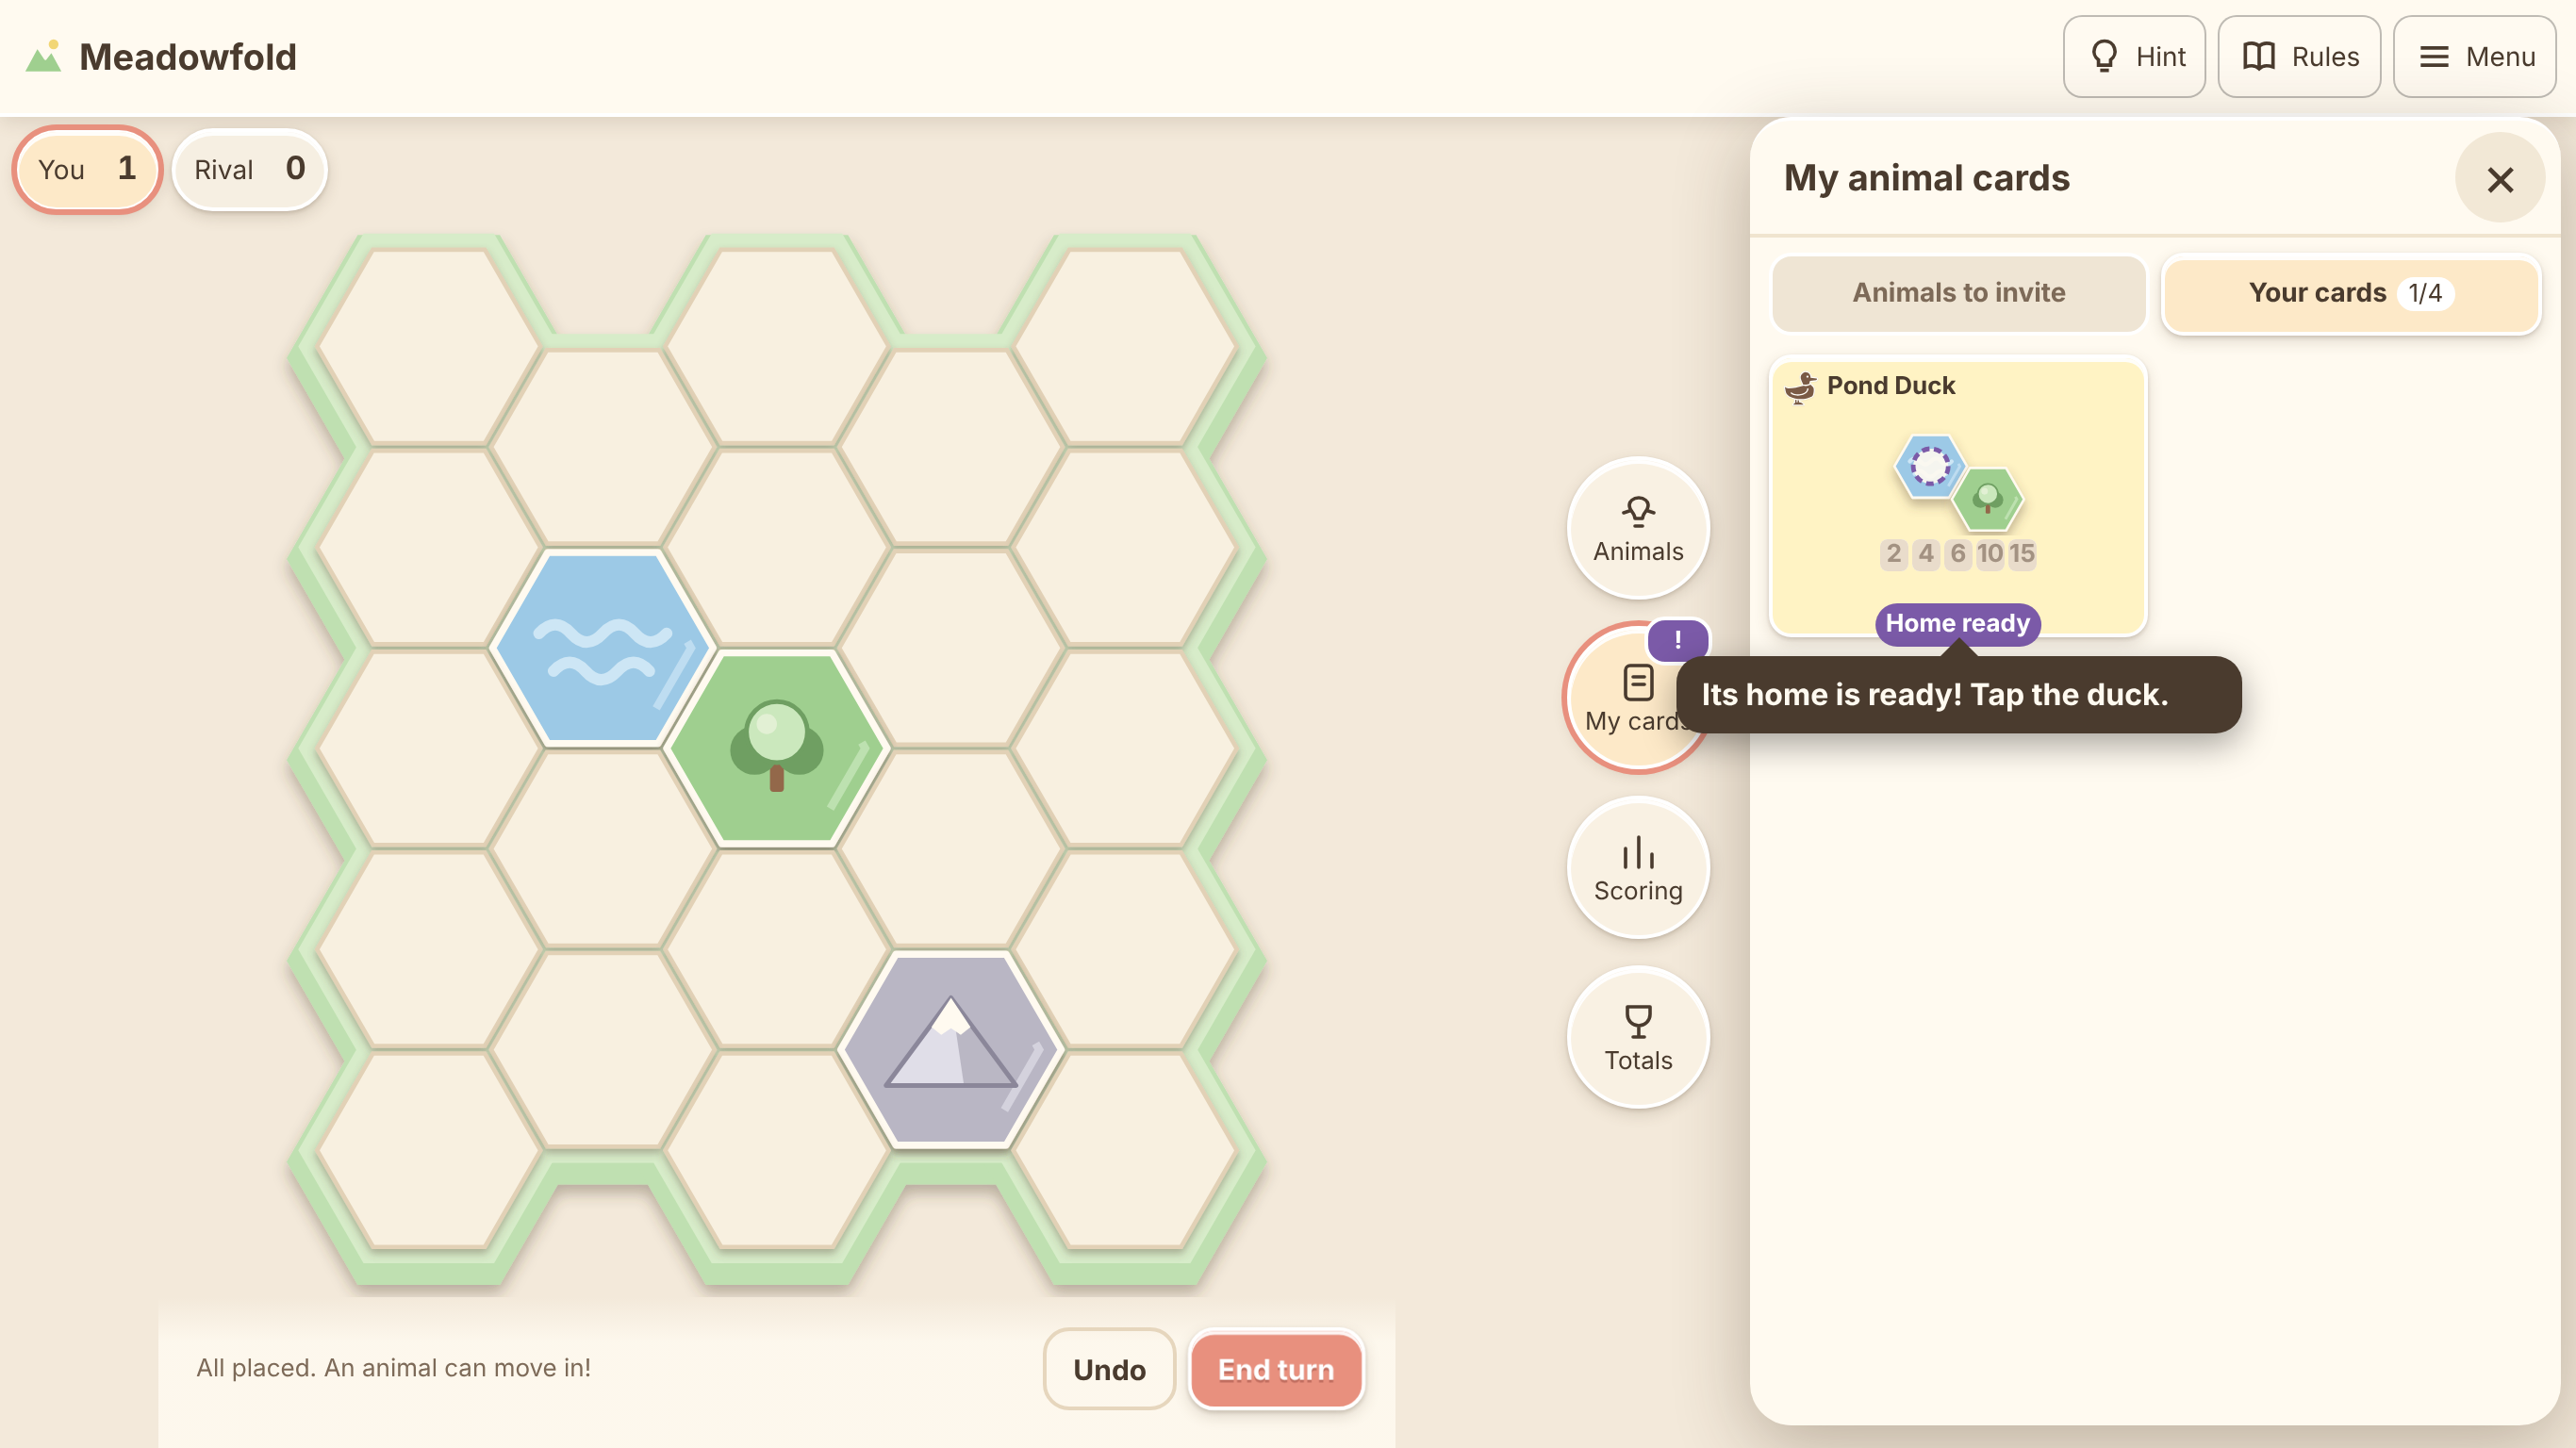 Meadowfold
Hint
Rules
Menu
You 1
Rival 0
My animal cards
Animals to invite
Your cards 1/4
Pond Duck
2 4 6 10 15
Home ready
Its home is ready! Tap the duck.
Animals
!
My cards
Scoring
Totals
All placed. An animal can move in!
Undo
End turn